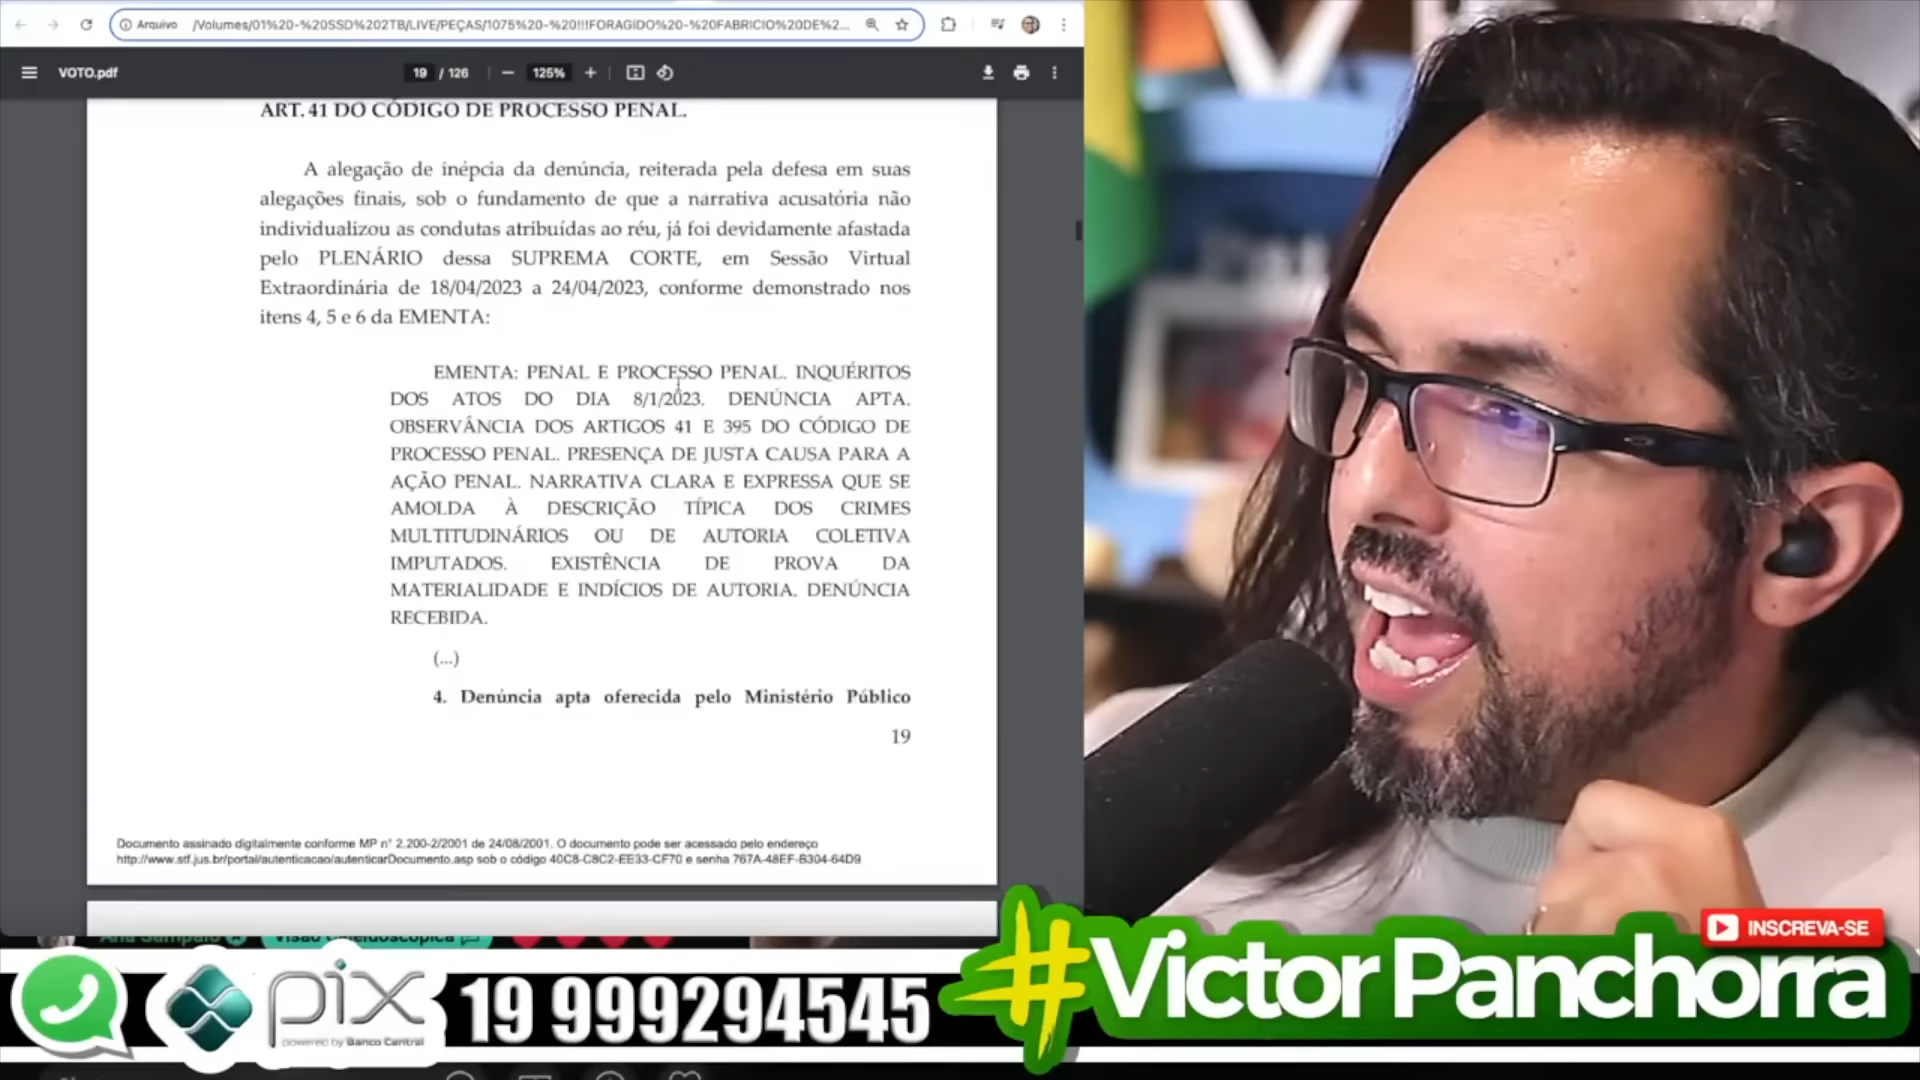 Arquivo /Volumes/01%20-%20SSD%202TB/LIVE/PEÇAS/1075%20-%20!!!FORAGIDO%20-%20FABRICIO%20DE%2...
VOTO.pdf 19 / 126 125%
ART. 41 DO CÓDIGO DE PROCESSO PENAL.
A alegação de inépcia da denúncia, reiterada pela defesa em suas
alegações finais, sob o fundamento de que a narrativa acusatória não
individualizou as condutas atribuídas ao réu, já foi devidamente afastada
pelo PLENÁRIO dessa SUPREMA CORTE, em Sessão Virtual
Extraordinária de 18/04/2023 a 24/04/2023, conforme demonstrado nos
itens 4, 5 e 6 da EMENTA:
EMENTA: PENAL E PROCESSO PENAL. INQUÉRITOS
DOS ATOS DO DIA 8/1/2023. DENÚNCIA APTA.
OBSERVÂNCIA DOS ARTIGOS 41 E 395 DO CÓDIGO DE
PROCESSO PENAL. PRESENÇA DE JUSTA CAUSA PARA A
AÇÃO PENAL. NARRATIVA CLARA E EXPRESSA QUE SE
AMOLDA À DESCRIÇÃO TÍPICA DOS CRIMES
MULTITUDINÁRIOS OU DE AUTORIA COLETIVA
IMPUTADOS. EXISTÊNCIA DE PROVA DA
MATERIALIDADE E INDÍCIOS DE AUTORIA. DENÚNCIA
RECEBIDA.
(...)
4. Denúncia apta oferecida pelo Ministério Público
19
Documento assinado digitalmente conforme MP n° 2.200-2/2001 de 24/08/2001. O documento pode ser acessado pelo endereço
http://www.stf.jus.br/portal/autenticacao/autenticarDocumento.asp sob o código 40C8-C8C2-EE33-CF70 e senha 767A-48EF-B304-64D9
Ana Sampaio Visão Caleidoscópica
INSCREVA-SE
pix
powered by Banco Central
19 999294545
#Victor Panchorra